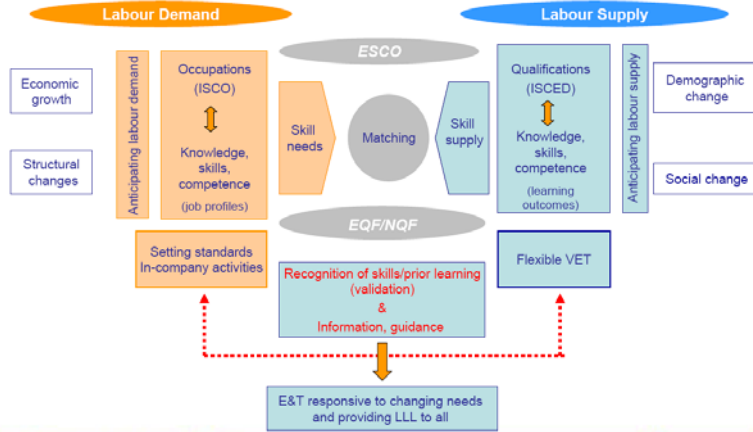 Labour Demand
Labour Supply
ESCO
Economic
growth
Structural
changes
Anticipating labour demand
Occupations
(ISCO)
Knowledge,
skills,
competence
(job profiles)
Skill
needs
Matching
Skill
supply
Qualifications
(ISCED)
Knowledge,
skills,
competence
(learning
outcomes)
Anticipating labour supply
Demographic
change
Social change
EQF/NQF
Setting standards
In-company activities
Recognition of skills/prior learning
(validation)
&
Information, guidance
Flexible VET
E&T responsive to changing needs
and providing LLL to all